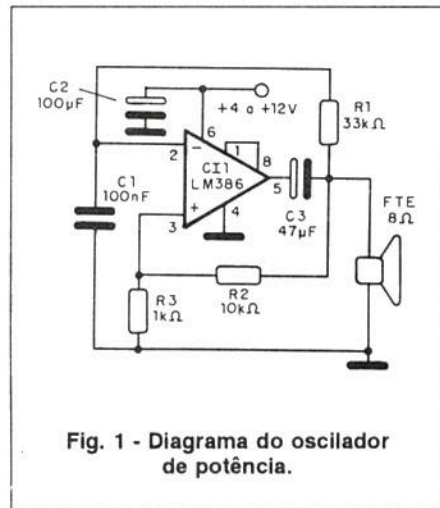 C2
100µF
+4 a +12V
R1
33kΩ
6
1
8
2
−
CI1
LM386
5
C1
100nF
+
3
4
C3
47µF
FTE
8Ω
R2
10kΩ
R3
1kΩ
Fig. 1 - Diagrama do oscilador
de potência.